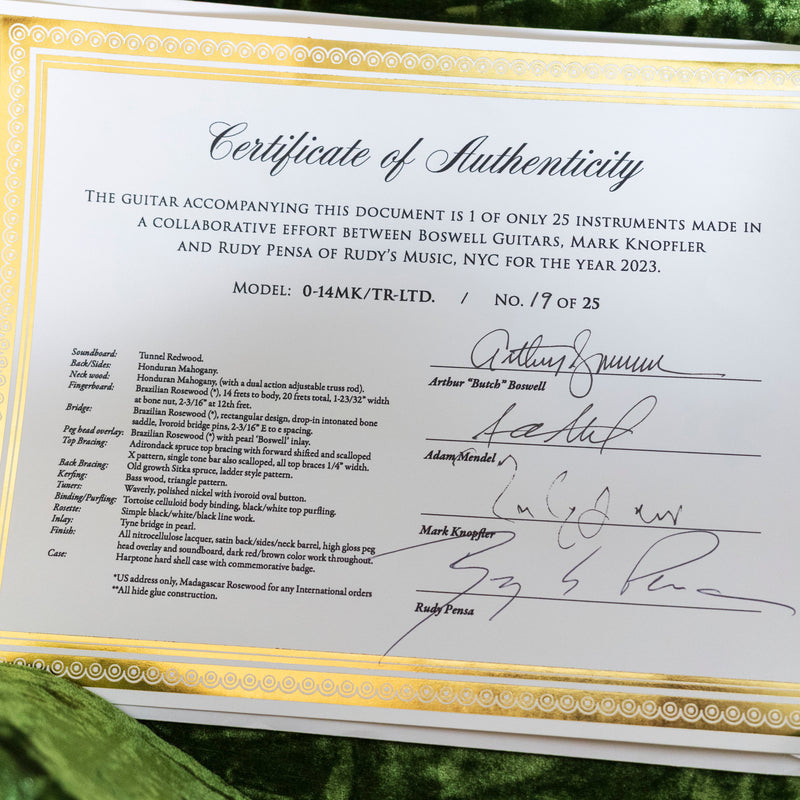 Certificate of Authenticity
The guitar accompanying this document is 1 of only 25 instruments made in
a collaborative effort between Boswell Guitars, Mark Knopfler
and Rudy Pensa of Rudy's Music, NYC for the year 2023.
Model: 0-14MK/TR-LTD. / No. 19 of 25
Soundboard: Tunnel Redwood.
Back/Sides: Honduran Mahogany.
Neck wood: Honduran Mahogany, (with a dual action adjustable truss rod).
Fingerboard: Brazilian Rosewood (*), 14 frets to body, 20 frets total, 1-23/32" width
at bone nut, 2-3/16" at 12th fret.
Bridge: Brazilian Rosewood (*), rectangular design, drop-in intonated bone
saddle, Ivoroid bridge pins, 2-3/16" E to e spacing.
Peg head overlay: Brazilian Rosewood (*) with pearl 'Boswell' inlay.
Top Bracing: Adirondack spruce top bracing with forward shifted and scalloped
X pattern, single tone bar also scalloped, all top braces 1/4" width.
Back Bracing: Old growth Sitka spruce, ladder style pattern.
Kerfing: Bass wood, triangle pattern.
Tuners: Waverly, polished nickel with ivoroid oval button.
Binding/Purfling: Tortoise celluloid body binding, black/white top purfling.
Rosette: Simple black/white/black line work.
Inlay: Tyne bridge in pearl.
Finish: All nitrocellulose lacquer, satin back/sides/neck barrel, high gloss peg
head overlay and soundboard, dark red/brown color work throughout.
Case: Harptone hard shell case with commemorative badge.
*US address only, Madagascar Rosewood for any International orders
**All hide glue construction.
Arthur "Butch" Boswell
Adam Mendel
Mark Knopfler
Rudy Pensa